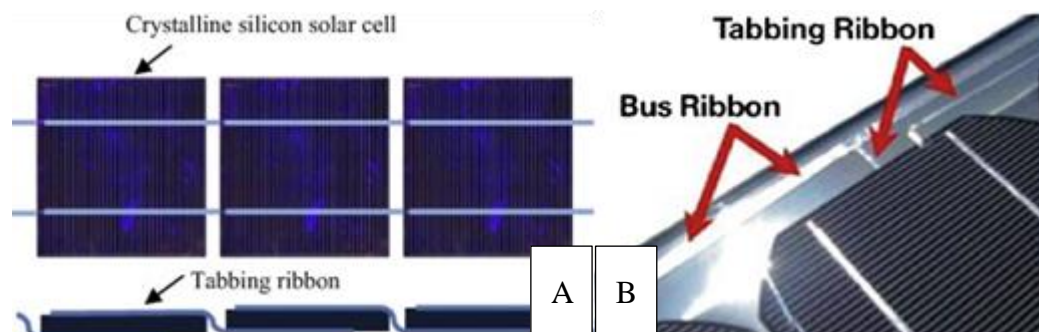 Crystalline silicon solar cell
Tabbing ribbon
A
B
Tabbing Ribbon
Bus Ribbon